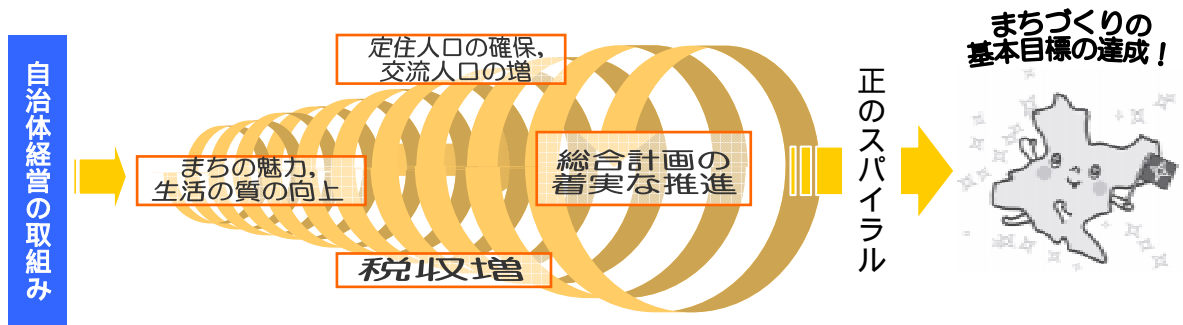 自治体経営の取組み
まちの魅力,
生活の質の向上
定住人口の確保,
交流人口の増
税収増
総合計画の
着実な推進
正のスパイラル
まちづくりの
基本目標の達成！